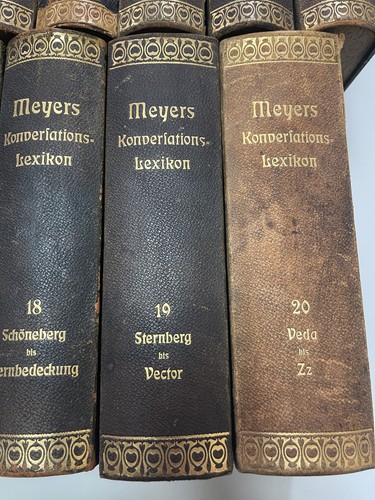 Meyers
Konversations-
Lexikon
18
Schöneberg
bis
ernbedeckung
Meyers
Konversations-
Lexikon
19
Sternberg
bis
Vector
Meyers
Konversations-
Lexikon
20
Veda
bis
Zz